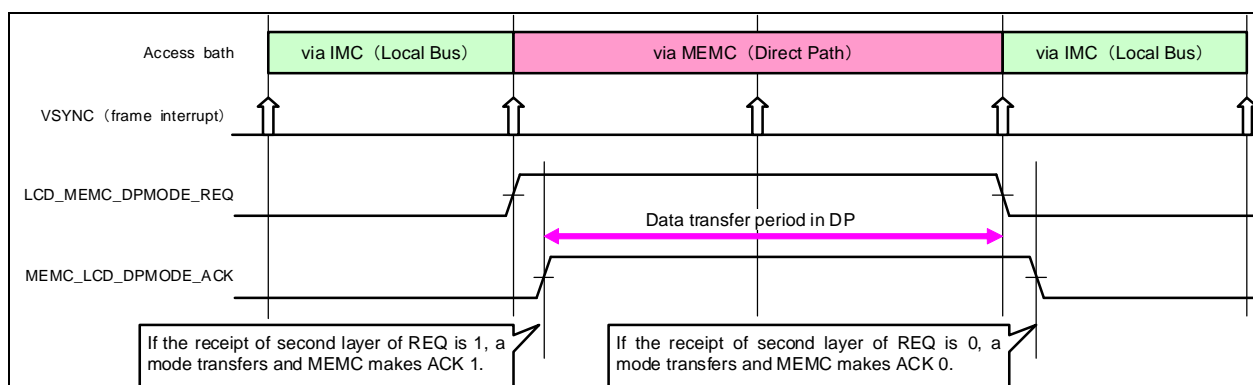 Access bath
via IMC（Local Bus）
via MEMC（Direct Path）
via IMC（Local Bus）
VSYNC（frame interrupt）
LCD_MEMC_DPMODE_REQ
Data transfer period in DP
MEMC_LCD_DPMODE_ACK
If the receipt of second layer of REQ is 1, a
mode transfers and MEMC makes ACK 1.
If the receipt of second layer of REQ is 0, a
mode transfers and MEMC makes ACK 0.